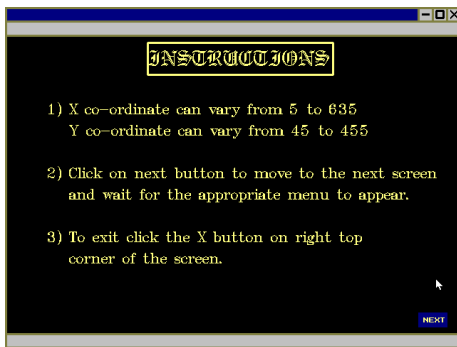 INSTRUCTIONS
1) X co-ordinate can vary from 5 to 635
Y co-ordinate can vary from 45 to 455
2) Click on next button to move to the next screen
and wait for the appropriate menu to appear.
3) To exit click the X button on right top
corner of the screen.
NEXT